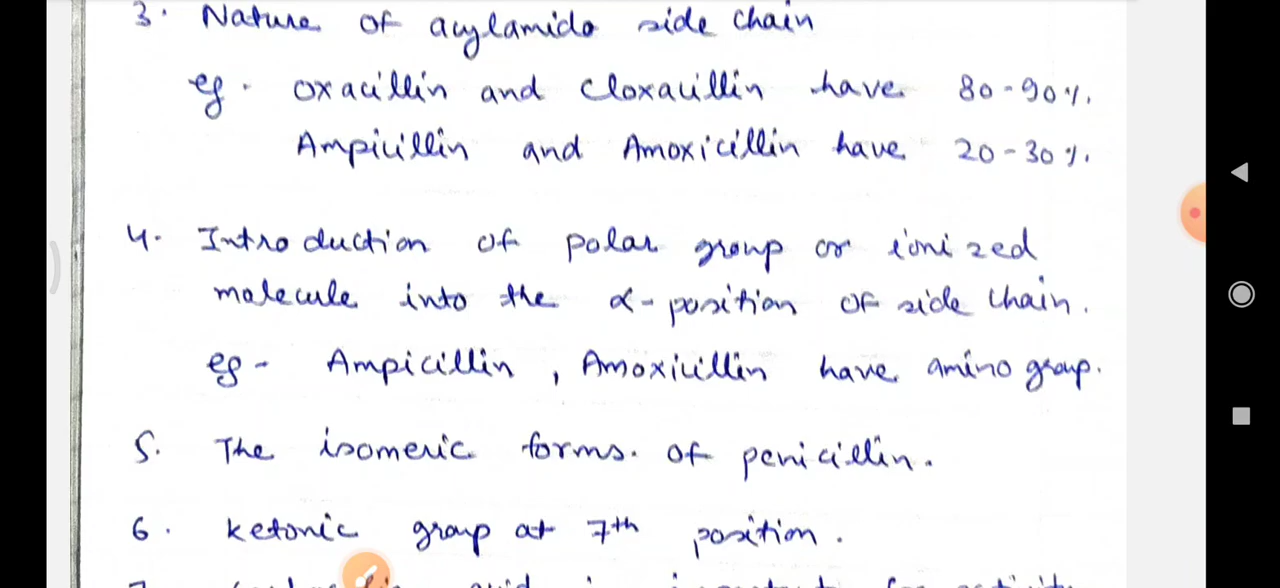 3. Nature of acylamido side chain
eg. oxacillin and cloxacillin have 80-90%.
Ampicillin and Amoxicillin have 20-30%.
4. Introduction of polar group or ionized
molecule into the α-position of side chain.
eg - Ampicillin, Amoxicillin have amino group.
5. The isomeric forms. of penicillin.
6. Ketonic group at 7th position.